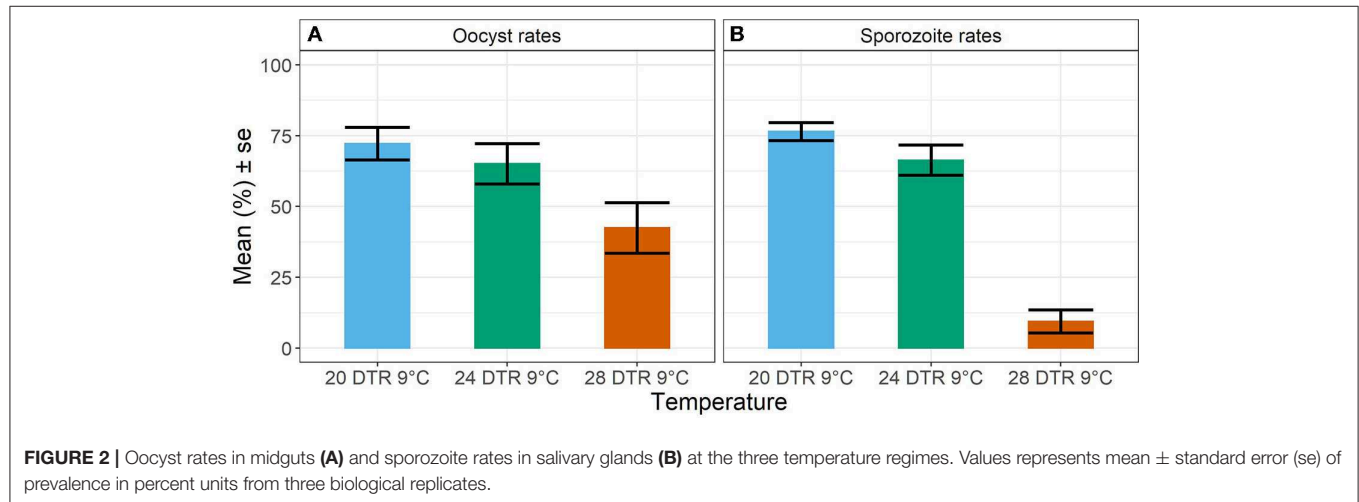 A Oocyst rates
B Sporozoite rates
Mean (%) ± se
100
75
50
25
0
20 DTR 9°C 24 DTR 9°C 28 DTR 9°C
20 DTR 9°C 24 DTR 9°C 28 DTR 9°C
Temperature
FIGURE 2 | Oocyst rates in midguts (A) and sporozoite rates in salivary glands (B) at the three temperature regimes. Values represents mean ± standard error (se) of
prevalence in percent units from three biological replicates.